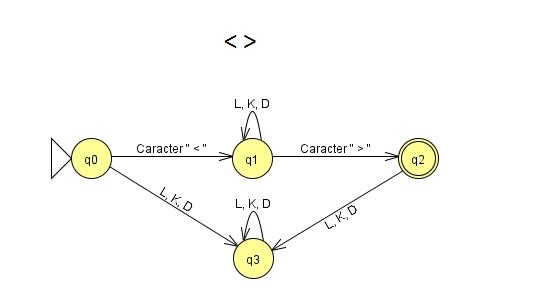 < >
L, K, D
q0
Caracter " < "
q1
Caracter " > "
q2
L, K, D
L, K, D
L, K, D
q3